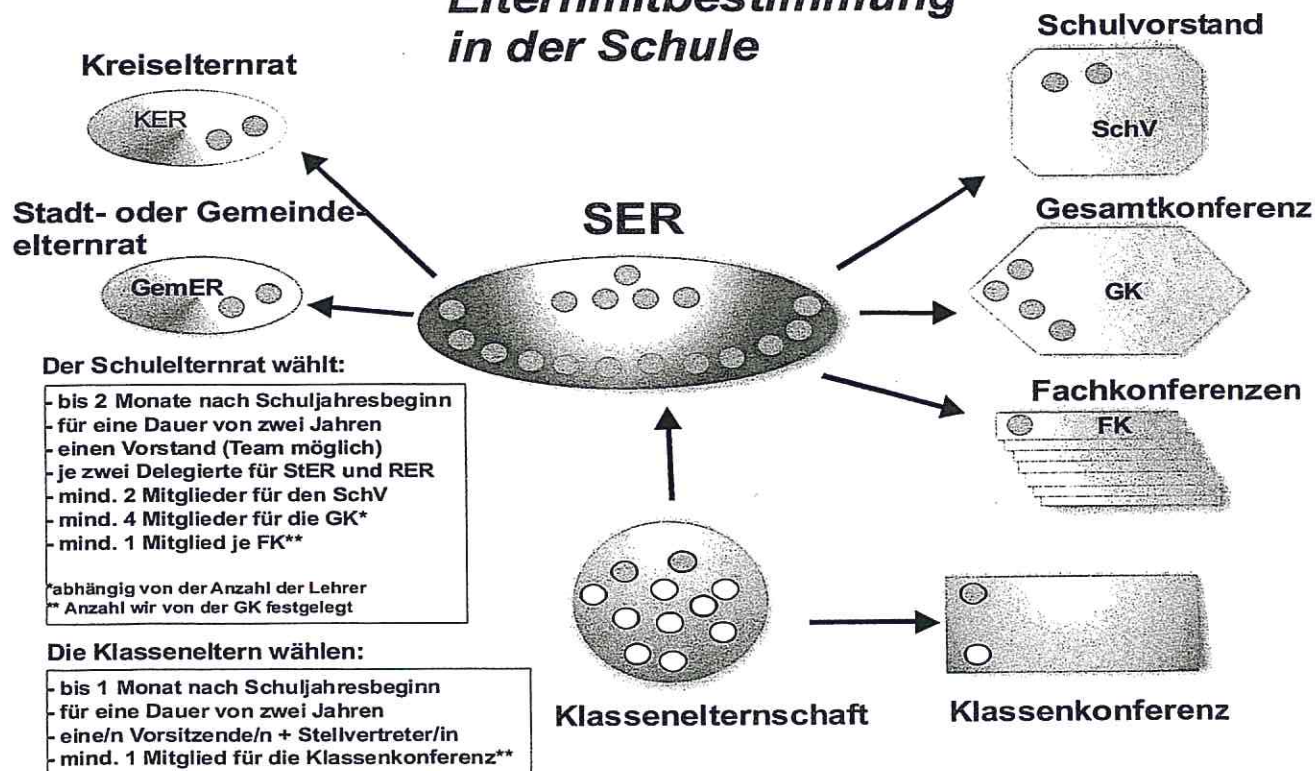 Elternmitbestimmung
in der Schule
Kreiselternrat
KER
Stadt- oder Gemeinde-
elternrat
GemER
SER
Schulvorstand
SchV
Gesamtkonferenz
GK
Fachkonferenzen
FK
Der Schulelternrat wählt:
- bis 2 Monate nach Schuljahresbeginn
- für eine Dauer von zwei Jahren
- einen Vorstand (Team möglich)
- je zwei Delegierte für StER und RER
- mind. 2 Mitglieder für den SchV
- mind. 4 Mitglieder für die GK*
- mind. 1 Mitglied je FK**
*abhängig von der Anzahl der Lehrer
** Anzahl wir von der GK festgelegt
Die Klasseneltern wählen:
- bis 1 Monat nach Schuljahresbeginn
- für eine Dauer von zwei Jahren
- eine/n Vorsitzende/n + Stellvertreter/in
- mind. 1 Mitglied für die Klassenkonferenz**
Klassenelternschaft
Klassenkonferenz